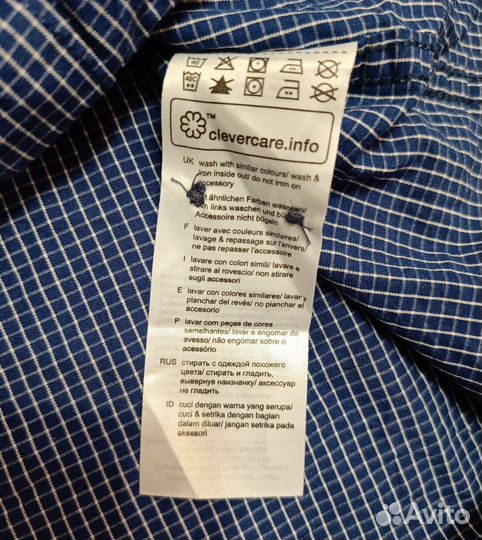 40
40C
TM
clevercare.info
UK wash with similar colours/ wash &
iron inside out/ do not iron on
accessory
ähnlichen Farben waschen/
links waschen und
Accessoire nicht bügeln
F laver avec couleurs similaires/
lavage & repassage sur l'envers/
ne pas repasser l'accessoire
I lavare con colori simili/ lavare e
stirare al rovescio/ non stirare
sugli accessori
E lavar con colores similares/ lavar y
planchar del revés/ no planchar el
accesorio
P lavar com peças de cores
semelhantes/ lavar e engomar do
avesso/ não engomar sobre o
acessório
RUS стирать с одеждой похожего
цвета/ стирать и гладить,
вывернув наизнанку/ аксессуар
не гладить
ID cuci dengan warna yang serupa/
cuci & setrika dengan bagian
dalam diluar/ jangan setrika pada
aksesori
Avito